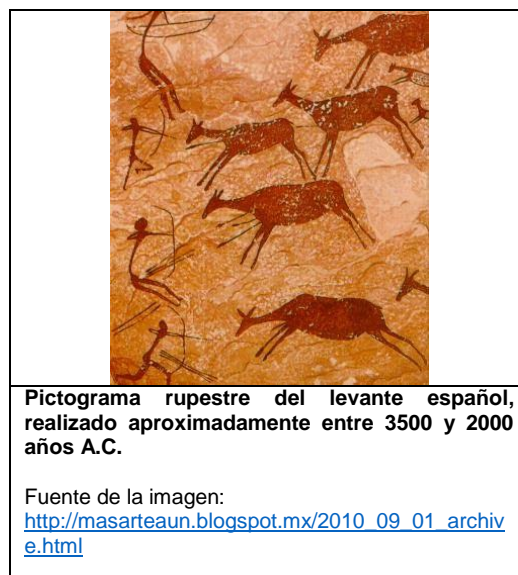 Pictograma rupestre del levante español,
realizado aproximadamente entre 3500 y 2000
años A.C.
Fuente de la imagen:
http://masarteaun.blogspot.mx/2010_09_01_archiv
e.html